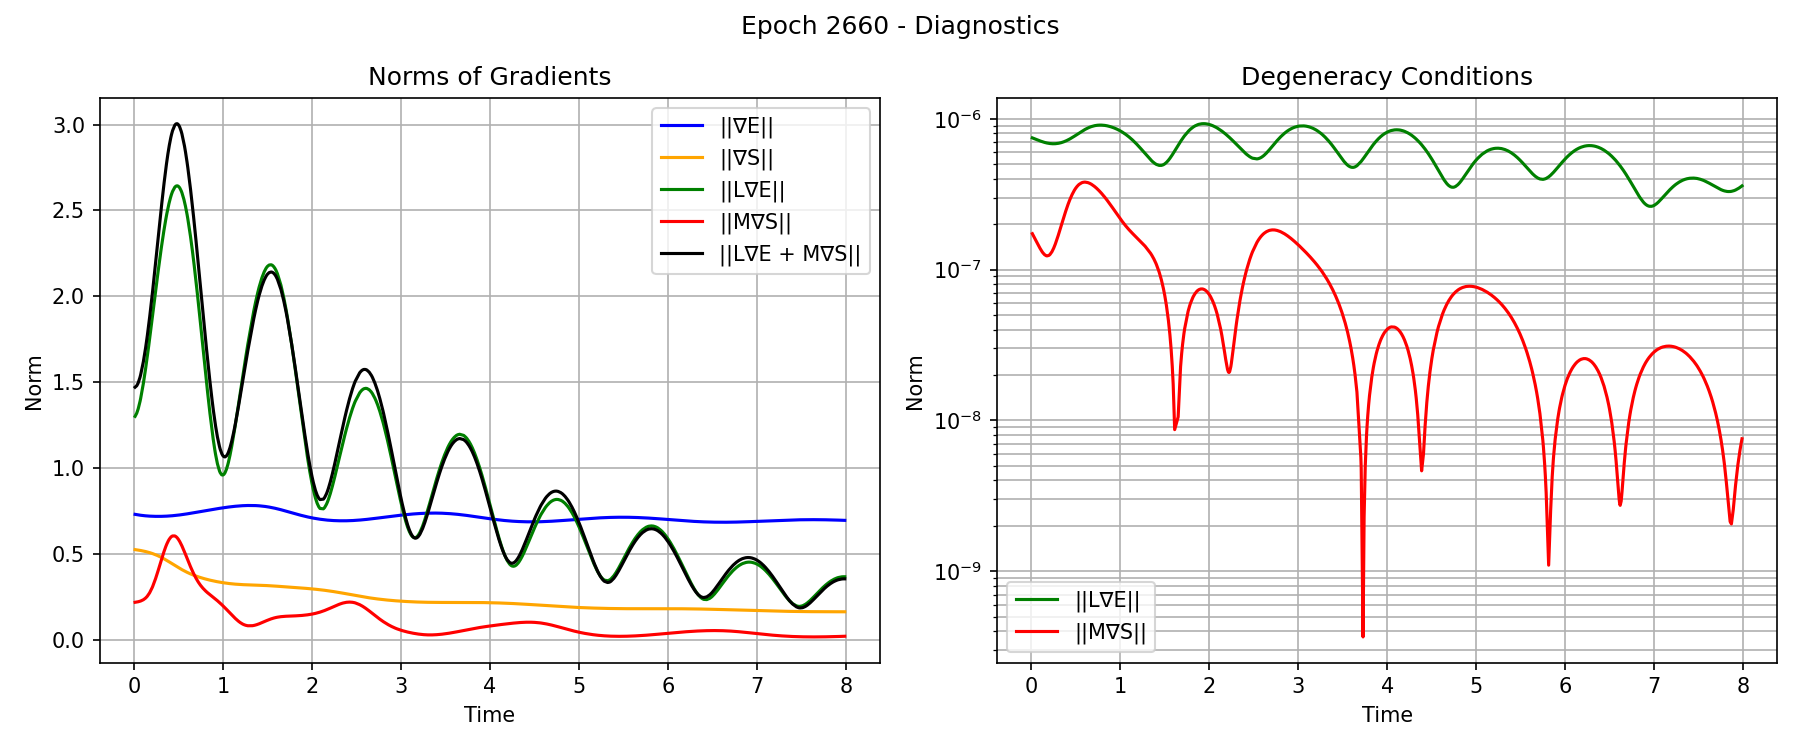 Epoch 2660 - Diagnostics
Norms of Gradients
Norm
3.0
2.5
2.0
1.5
1.0
0.5
0.0
||∇E||
||∇S||
||L∇E||
||M∇S||
||L∇E + M∇S||
0 1 2 3 4 5 6 7 8
Time
Degeneracy Conditions
Norm
10⁻⁶
10⁻⁷
10⁻⁸
10⁻⁹
||L∇E||
||M∇S||
0 1 2 3 4 5 6 7 8
Time